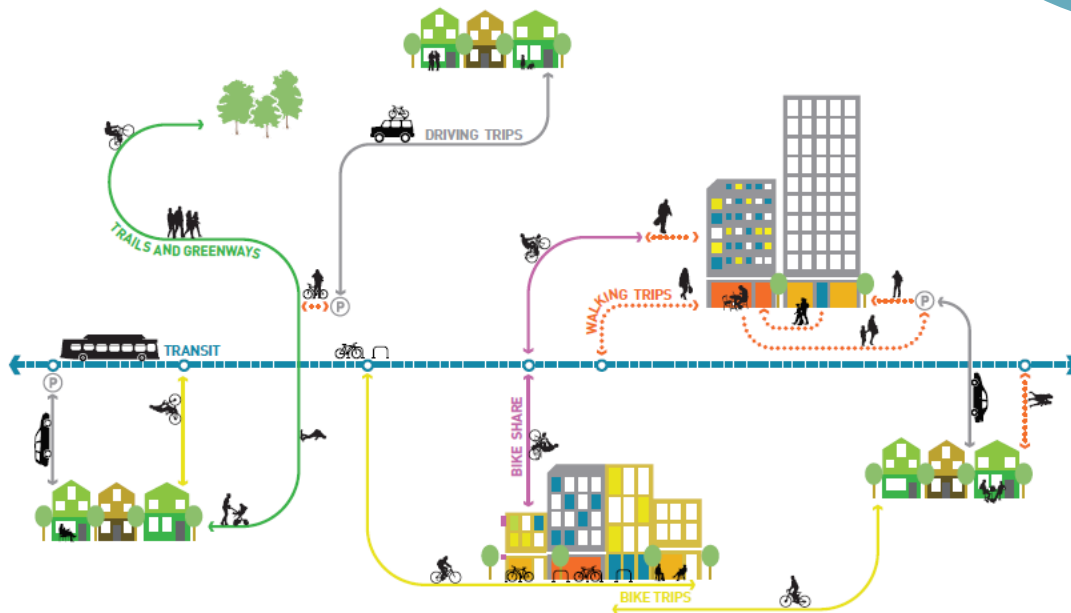 DRIVING TRIPS
TRAILS AND GREENWAYS
P
WALKING TRIPS
P
TRANSIT
P
BIKE SHARE
BIKE TRIPS